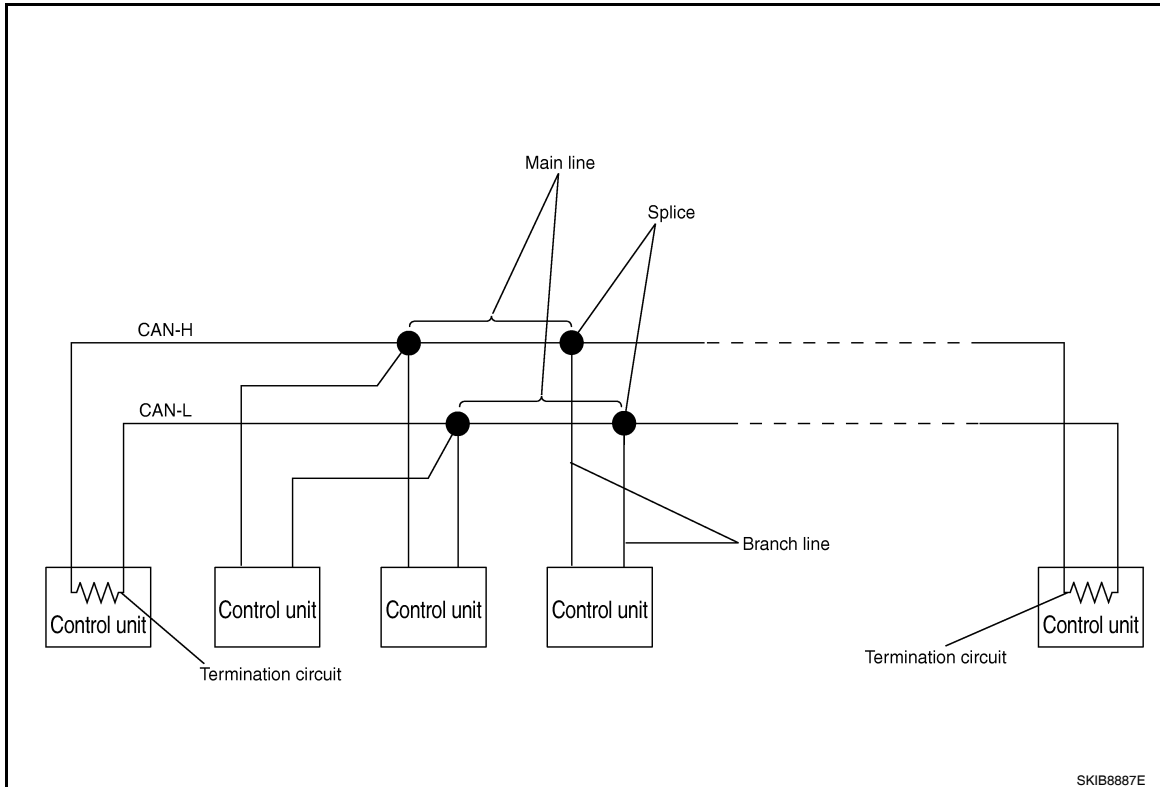 Main line
Splice
CAN-H
CAN-L
Branch line
Control unit
Control unit
Control unit
Control unit
Control unit
Termination circuit
Termination circuit
SKIB8887E